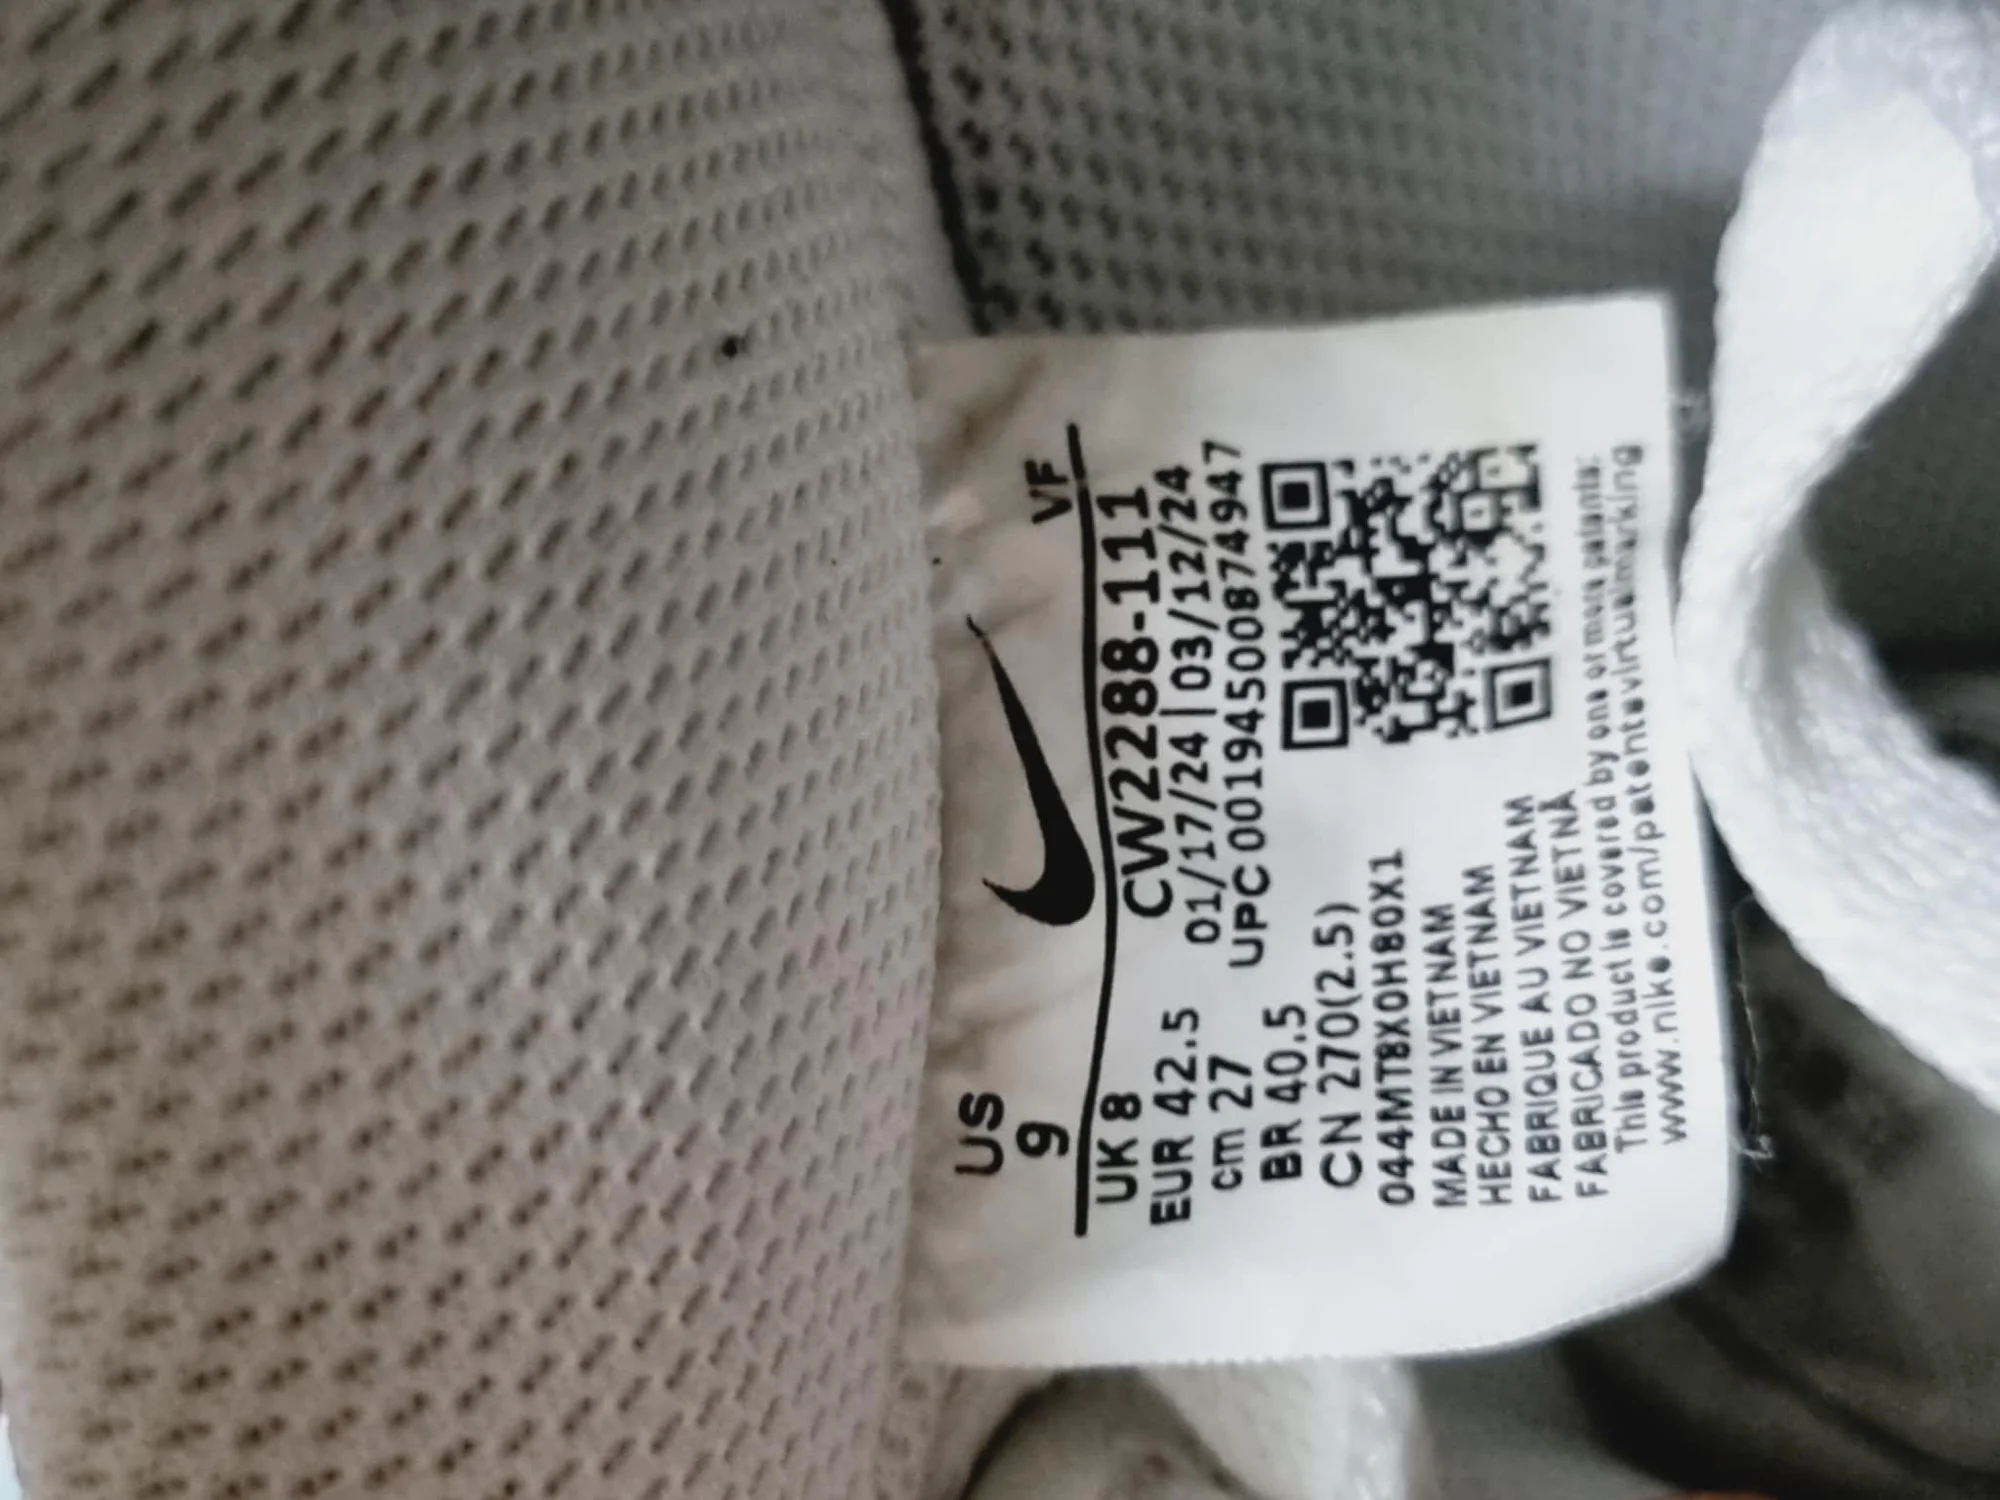 US
9
VF
UK 8
EUR 42.5
cm 27
BR 40.5
CN 270(2.5)
CW2288-111
01/17/24|03/12/24
UPC00194500874947
044MT8X0H80X1
MADE IN VIETNAM
HECHO EN VIETNAM
FABRIQUE AU VIETNAM
FABRICADO NO VIETNÃ
This product is covered by one or more patents:
www.nike.com/patentsvirtualmarking